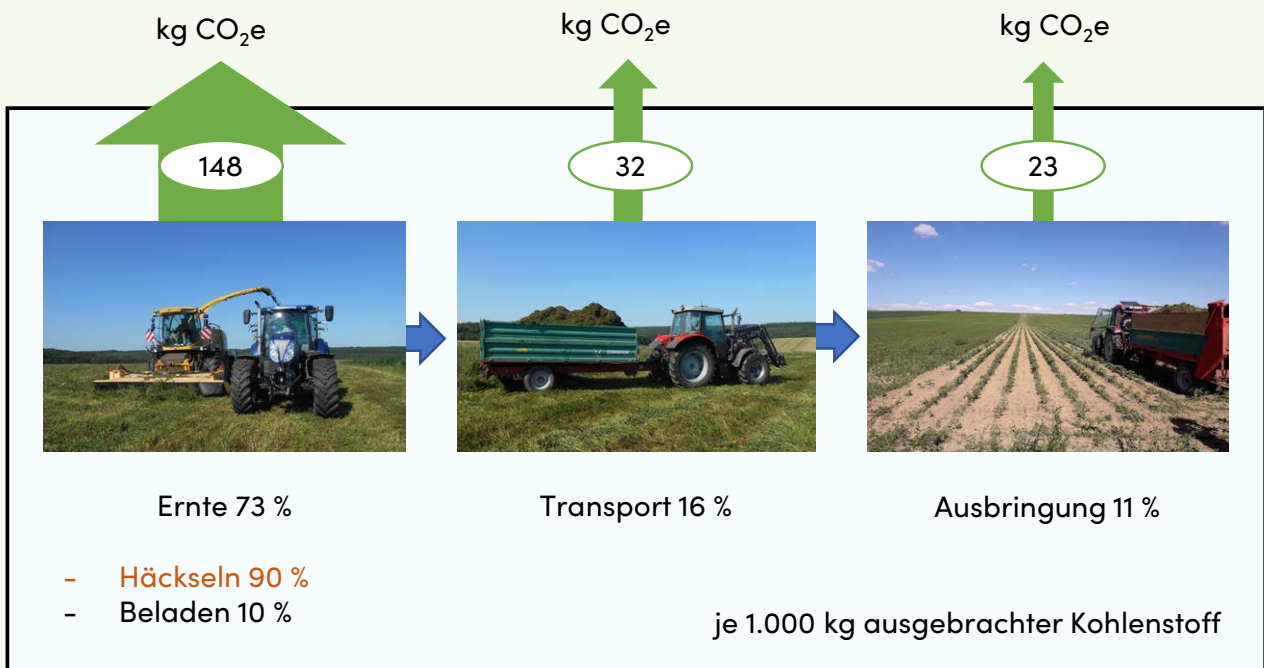 kg CO₂e
kg CO₂e
kg CO₂e
148
32
23
Ernte 73 %
Transport 16 %
Ausbringung 11 %
- Häckseln 90 %
- Beladen 10 %
je 1.000 kg ausgebrachter Kohlenstoff